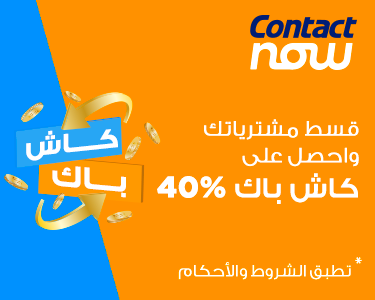 Contact
now
قسط مشترياتك
واحصل على
كاش باك 40%
كاش
باك
* تطبق الشروط والأحكام